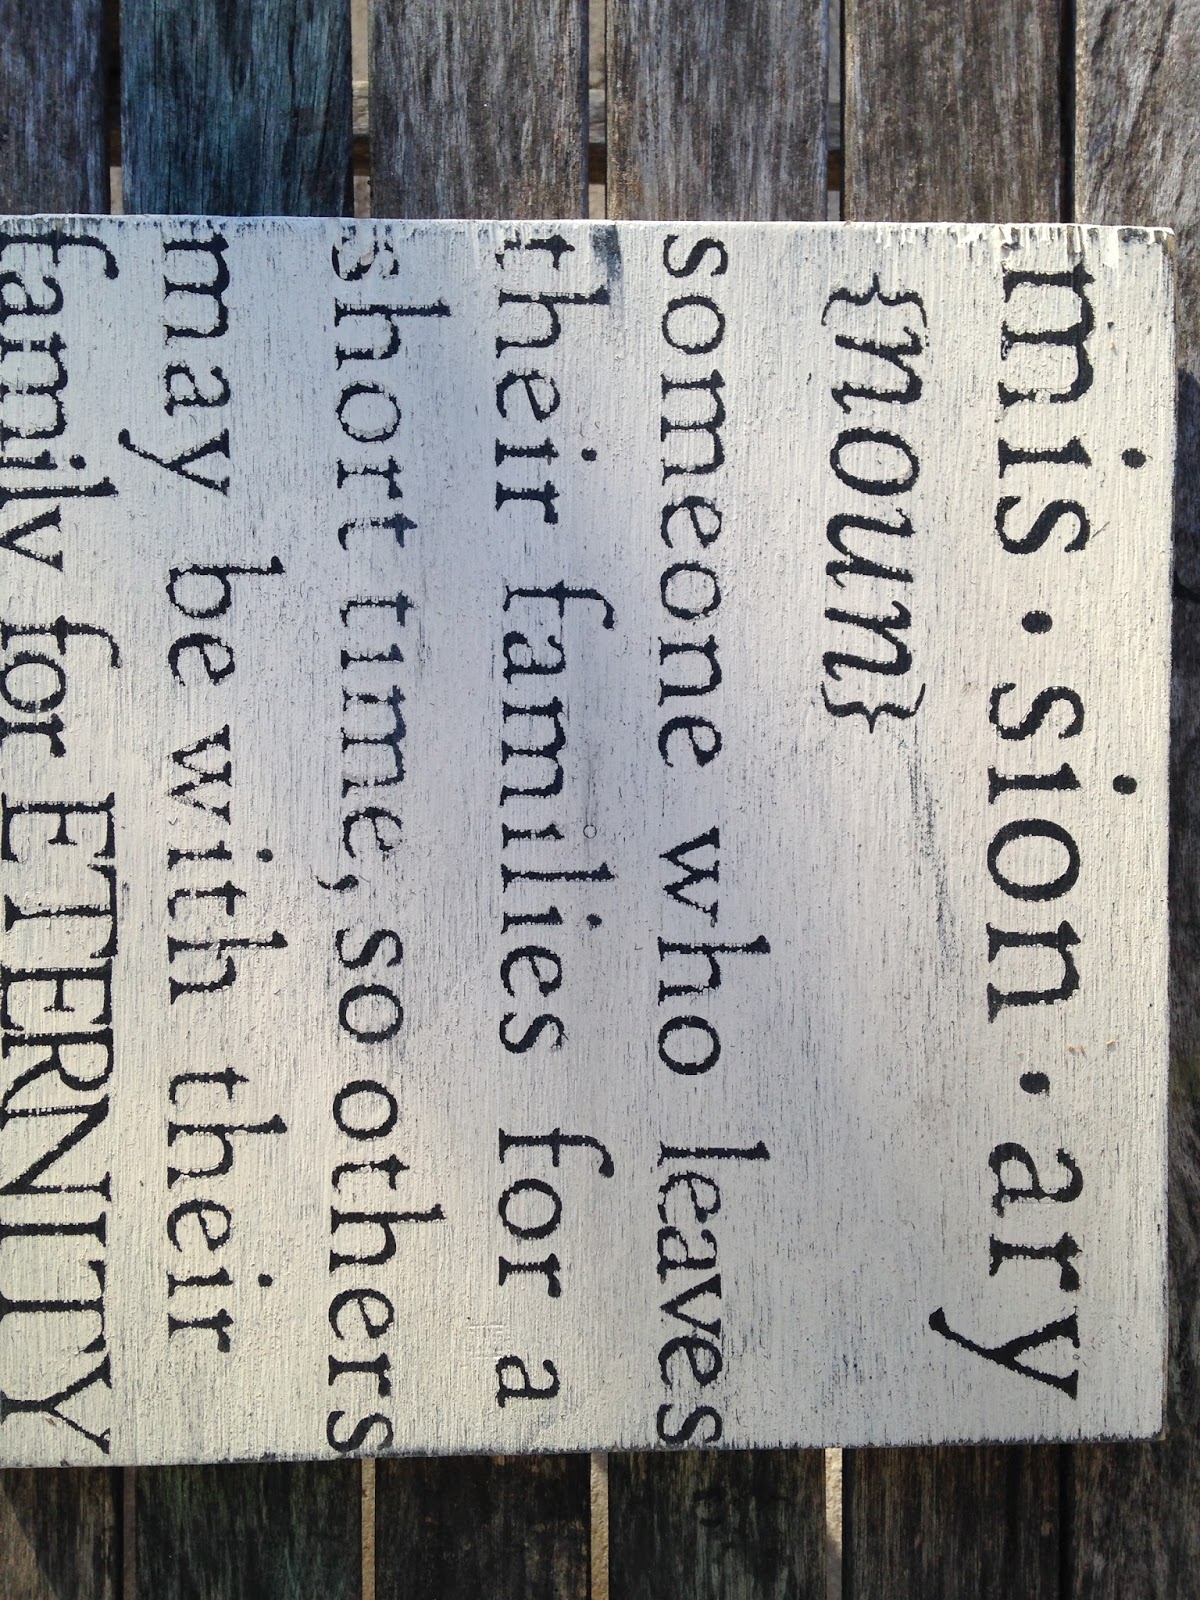 mis · sion · ary
{noun}
someone who leaves
their families for a
short time, so others
may be with their
family for ETERNITY